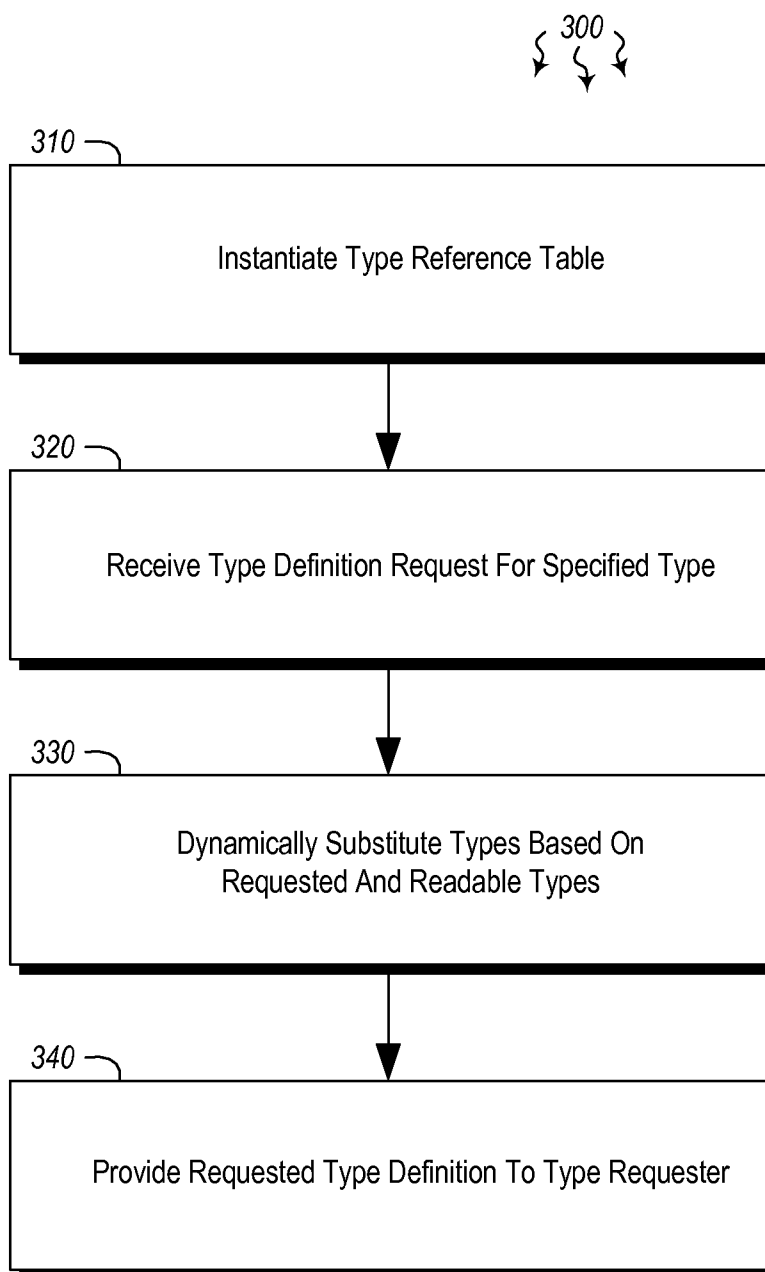 300
310
Instantiate Type Reference Table
320
Receive Type Definition Request For Specified Type
330
Dynamically Substitute Types Based On
Requested And Readable Types
340
Provide Requested Type Definition To Type Requester